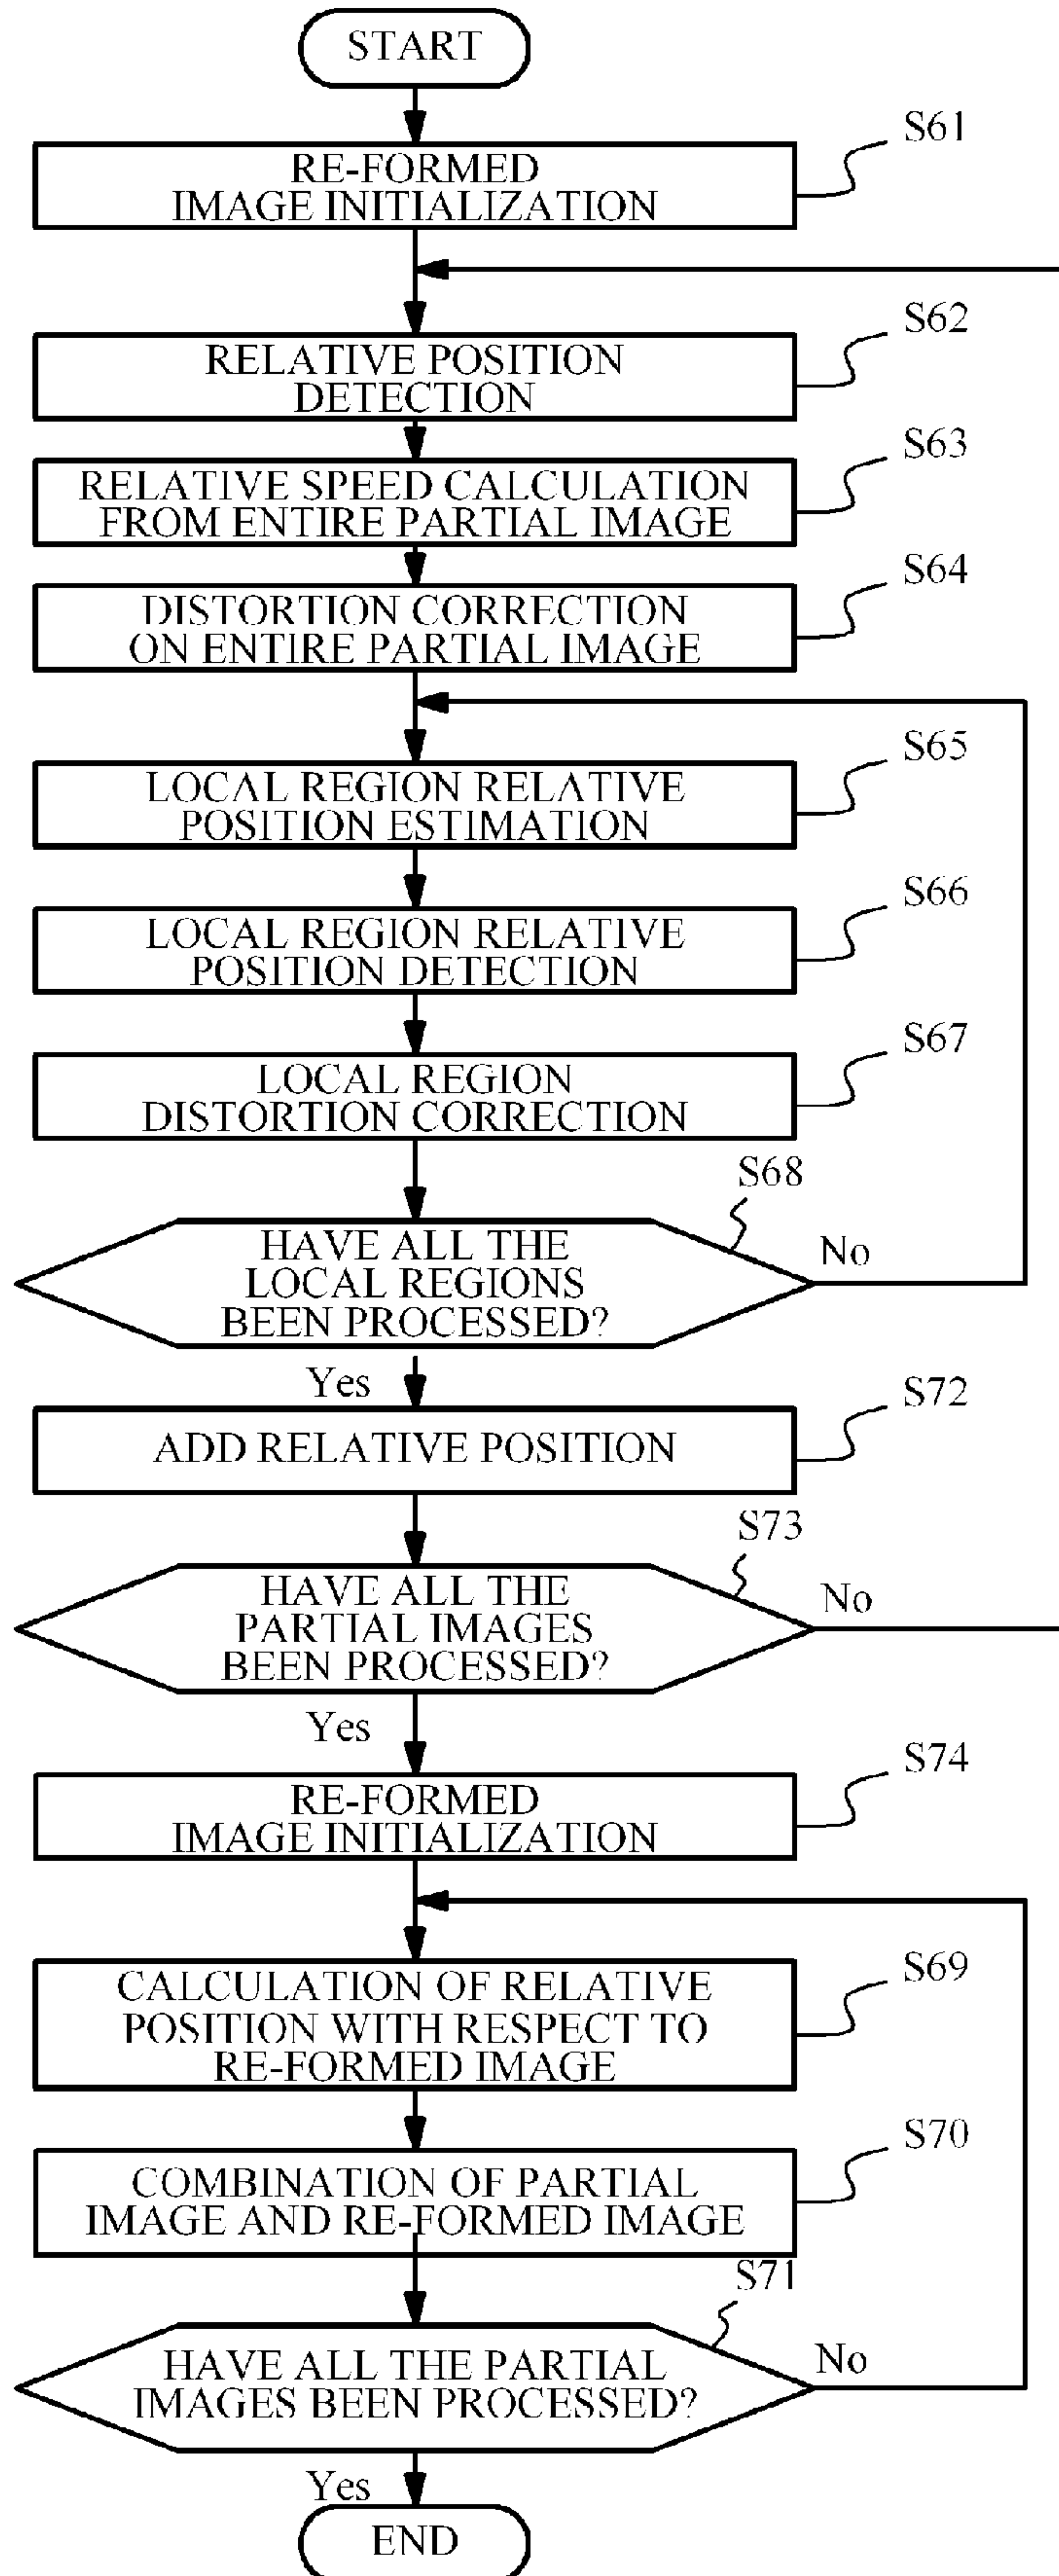 START
S61
RE-FORMED
IMAGE INITIALIZATION
S62
RELATIVE POSITION
DETECTION
S63
RELATIVE SPEED CALCULATION
FROM ENTIRE PARTIAL IMAGE
S64
DISTORTION CORRECTION
ON ENTIRE PARTIAL IMAGE
S65
LOCAL REGION RELATIVE
POSITION ESTIMATION
S66
LOCAL REGION RELATIVE
POSITION DETECTION
S67
LOCAL REGION
DISTORTION CORRECTION
S68
HAVE ALL THE
LOCAL REGIONS
BEEN PROCESSED?
No
Yes
S72
ADD RELATIVE POSITION
S73
HAVE ALL THE
PARTIAL IMAGES
BEEN PROCESSED?
No
Yes
S74
RE-FORMED
IMAGE INITIALIZATION
S69
CALCULATION OF RELATIVE
POSITION WITH RESPECT TO
RE-FORMED IMAGE
S70
COMBINATION OF PARTIAL
IMAGE AND RE-FORMED IMAGE
S71
HAVE ALL THE PARTIAL
IMAGES BEEN PROCESSED?
No
Yes
END